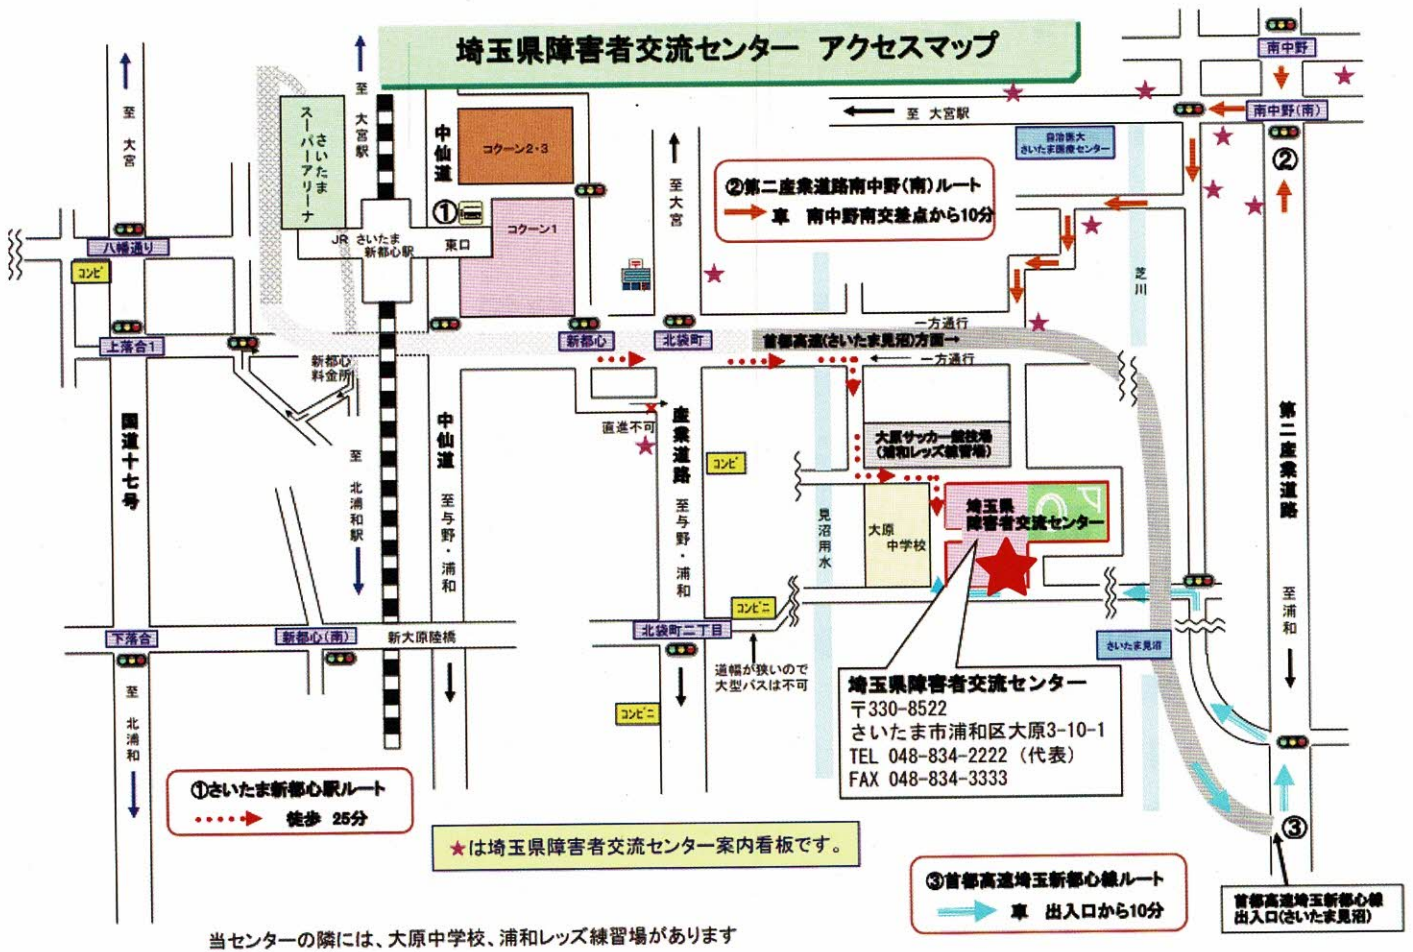 埼玉県障害者交流センター アクセスマップ
至 大宮
さいたま
スーパーアリーナ
至 大宮駅
中仙道
コクーン2・3
①
コクーン1
JR さいたま
新都心駅
東口
至大宮
至 大宮駅
自治医大
さいたま医療センター
南中野
南中野(南)
②
②第二産業道路南中野(南)ルート
車 南中野南交差点から10分
芝川
八幡通り
コンビ
上落合1
新都心
料金所
新都心
北袋町
首都高速(さいたま見沼)方面→
一方通行
一方通行
国道十七号
至 北浦和駅
中仙道
至与野・浦和
直進不可
産業道路
至与野・浦和
コンビ
大原サッカー競技場
(浦和レッズ練習場)
見沼用水
大原
中学校
埼玉県
障害者交流センター
第二産業道路
至浦和
下落合
新都心(南)
新大原陸橋
北袋町二丁目
コンビニ
道幅が狭いので
大型バスは不可
コンビニ
さいたま見沼
至 北浦和
埼玉県障害者交流センター
〒330-8522
さいたま市浦和区大原3-10-1
TEL 048-834-2222 (代表)
FAX 048-834-3333
①さいたま新都心駅ルート
徒歩 25分
★は埼玉県障害者交流センター案内看板です。
③
③首都高速埼玉新都心線ルート
車 出入口から10分
首都高速埼玉新都心線
出入口(さいたま見沼)
当センターの隣には、大原中学校、浦和レッズ練習場があります